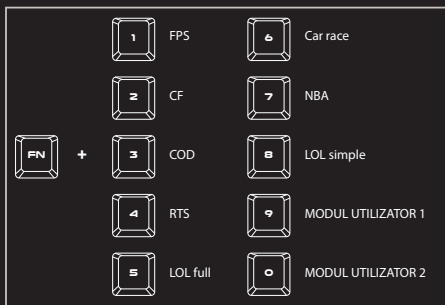 1 FPS 6 Car race
2 CF 7 NBA
FN + 3 COD 8 LOL simple
4 RTS 9 MODUL UTILIZATOR 1
5 LOL full 0 MODUL UTILIZATOR 2